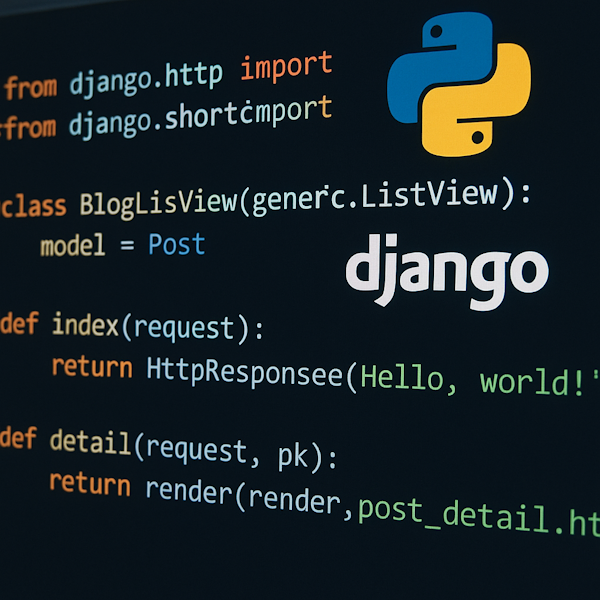 from django.http import
from django.shortcmport
class BlogLisView(generc.ListView):
model = Post
django
def index(request):
return HttpResponsee(Hello, world!'
def detail(request, pk):
return render(render,post_detail.ht